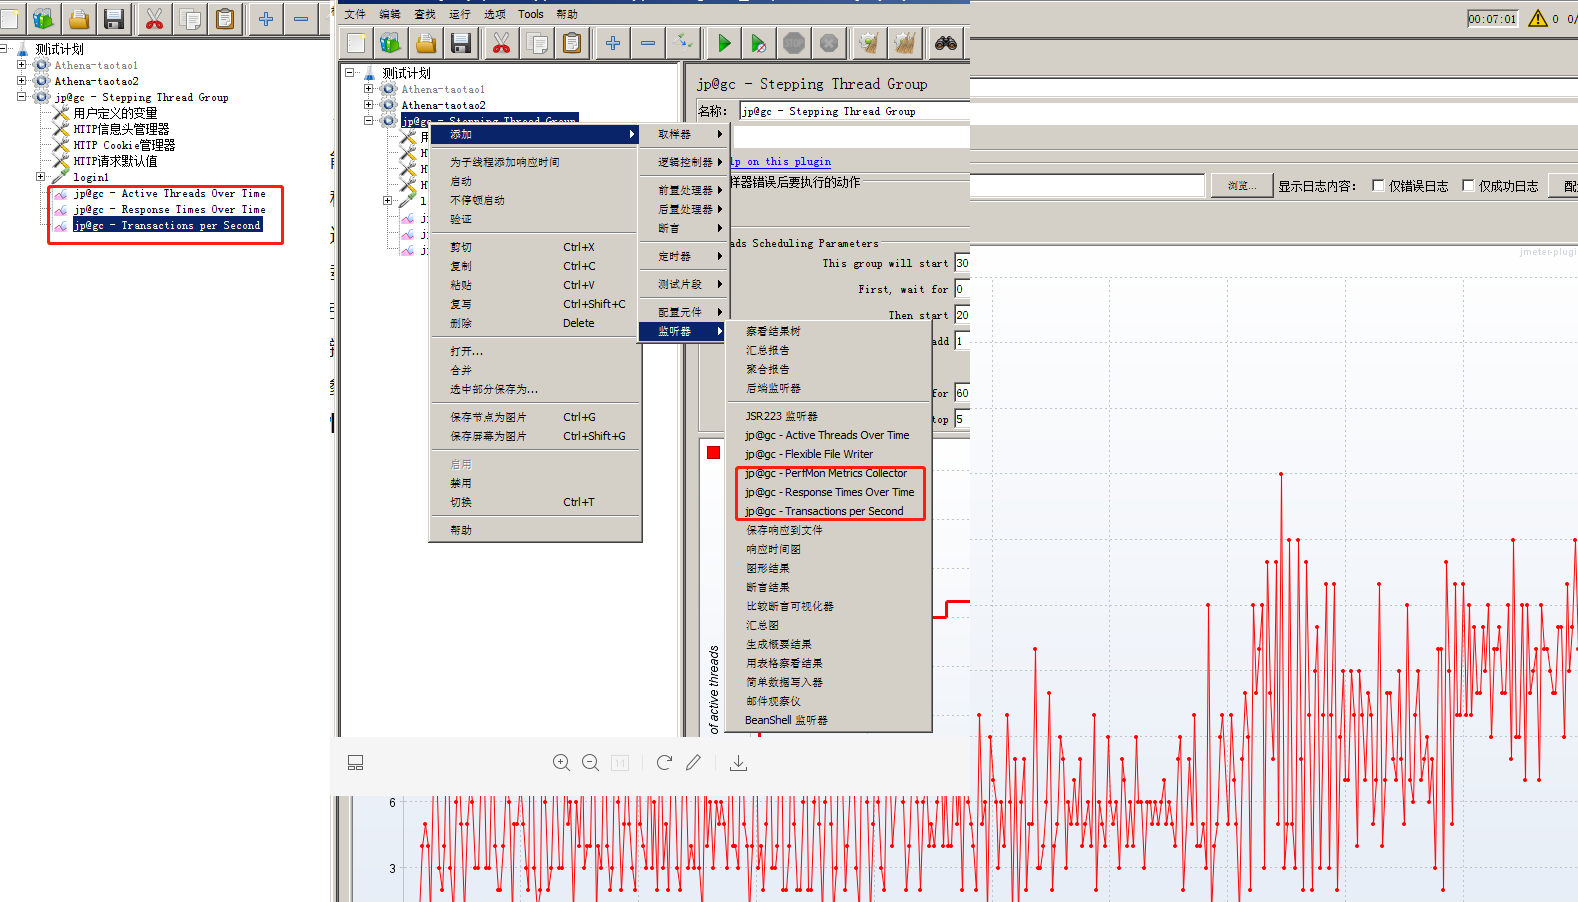 测试计划
Athena-taotao1
Athena-taotao2
jp@gc - Stepping Thread Group
用户定义的变量
HTTP信息头管理器
HTTP Cookie管理器
HTTP请求默认值
login1
jp@gc - Active Threads Over Time
jp@gc - Response Times Over Time
jp@gc - Transactions per Second
文件 编辑 查找 运行 选项 Tools 帮助
测试计划
Athena-taotao1
Athena-taotao2
jp@gc - Stepping Thread Group
添加
为子线程添加响应时间
启动
不停顿启动
验证
剪切 Ctrl+X
复制 Ctrl+C
粘贴 Ctrl+V
复写 Ctrl+Shift+C
删除 Delete
打开...
合并
选中部分保存为...
保存节点为图片 Ctrl+G
保存屏幕为图片 Ctrl+Shift+G
启用
禁用
切换 Ctrl+T
帮助
取样器
逻辑控制器
前置处理器
后置处理器
断言
定时器
测试片段
配置元件
监听器
察看结果树
汇总报告
聚合报告
后端监听器
JSR223 监听器
jp@gc - Active Threads Over Time
jp@gc - Flexible File Writer
jp@gc - PerfMon Metrics Collector
jp@gc - Response Times Over Time
jp@gc - Transactions per Second
保存响应到文件
响应时间图
图形结果
断言结果
比较断言可视化器
汇总图
生成概要结果
用表格察看结果
简单数据写入器
邮件观察仪
BeanShell 监听器
jp@gc - Stepping Thread Group
名称: jp@gc - Stepping Thread Group
lp on this plugin
样器错误后要执行的动作
ads Scheduling Parameters
This group will start 30
First, wait for 0
Then start 20
add 1
for 60
top 5
of active threads
00:07:01 0 0/
浏览... 显示日志内容: 仅错误日志 仅成功日志 配
jmeter-plugi
6
3